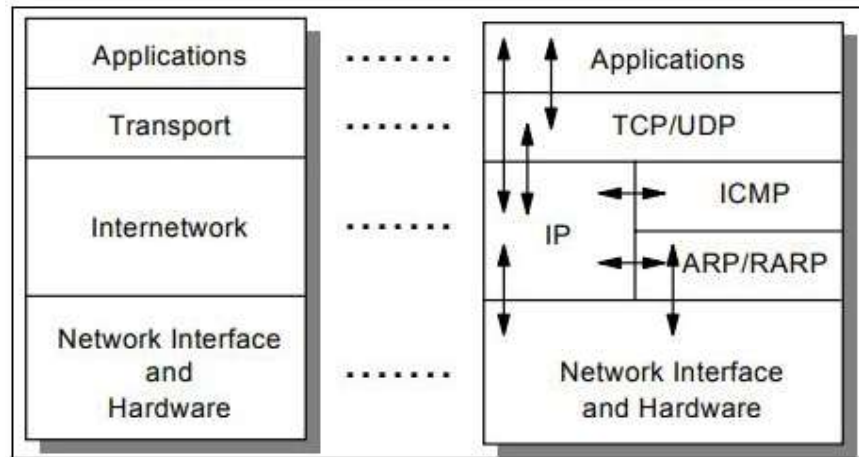 Applications
Transport
Internetwork
Network Interface
and
Hardware
Applications
TCP/UDP
ICMP
IP
ARP/RARP
Network Interface
and Hardware